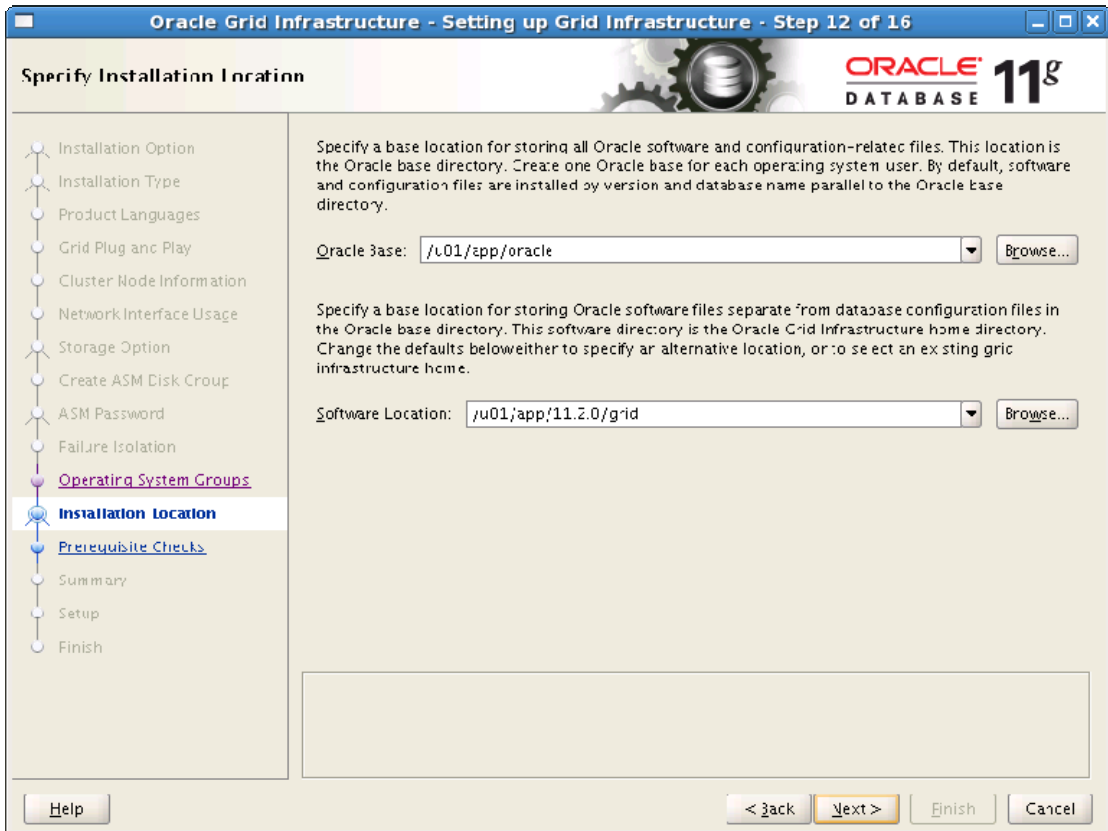 Oracle Grid Infrastructure - Setting up Grid Infrastructure - Step 12 of 16
Specify Installation Location
ORACLE
DATABASE
11g
Installation Option
Installation Type
Product Languages
Grid Plug and Play
Cluster Node Information
Network Interface Usage
Storage Option
Create ASM Disk Group
ASM Password
Failure Isolation
Operating System Groups
Installation Location
Prerequisite Checks
Summary
Setup
Finish
Specify a base location for storing all Oracle software and configuration-related files. This location is
the Oracle base directory. Create one Oracle base for each operating system user. By default, software
and configuration files are installed by version and database name parallel to the Oracle base
directory.
Oracle Base:
/u01/app/oracle
Browse...
Specify a base location for storing Oracle software files separate from database configuration files in
the Oracle base directory. This software directory is the Oracle Grid Infrastructure home directory.
Change the defaults beloweither to specify an alternative location, or to select an existing grid
infrastructure home.
Software Location:
/u01/app/11.2.0/grid
Browse...
Help
< Back
Next >
Finish
Cancel